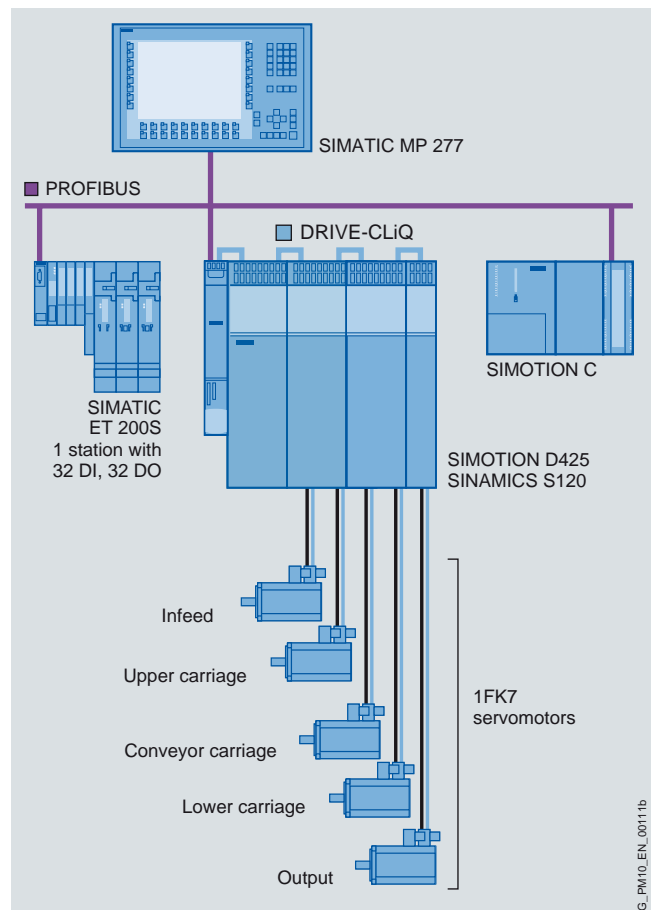 SIMATIC MP 277
PROFIBUS
DRIVE-CLiQ
SIMOTION C
SIMATIC
ET 200S
1 station with
32 DI, 32 DO
SIMOTION D425
SINAMICS S120
Infeed
Upper carriage
1FK7
servomotors
Conveyor carriage
Lower carriage
Output
G_PM10_EN_00111b